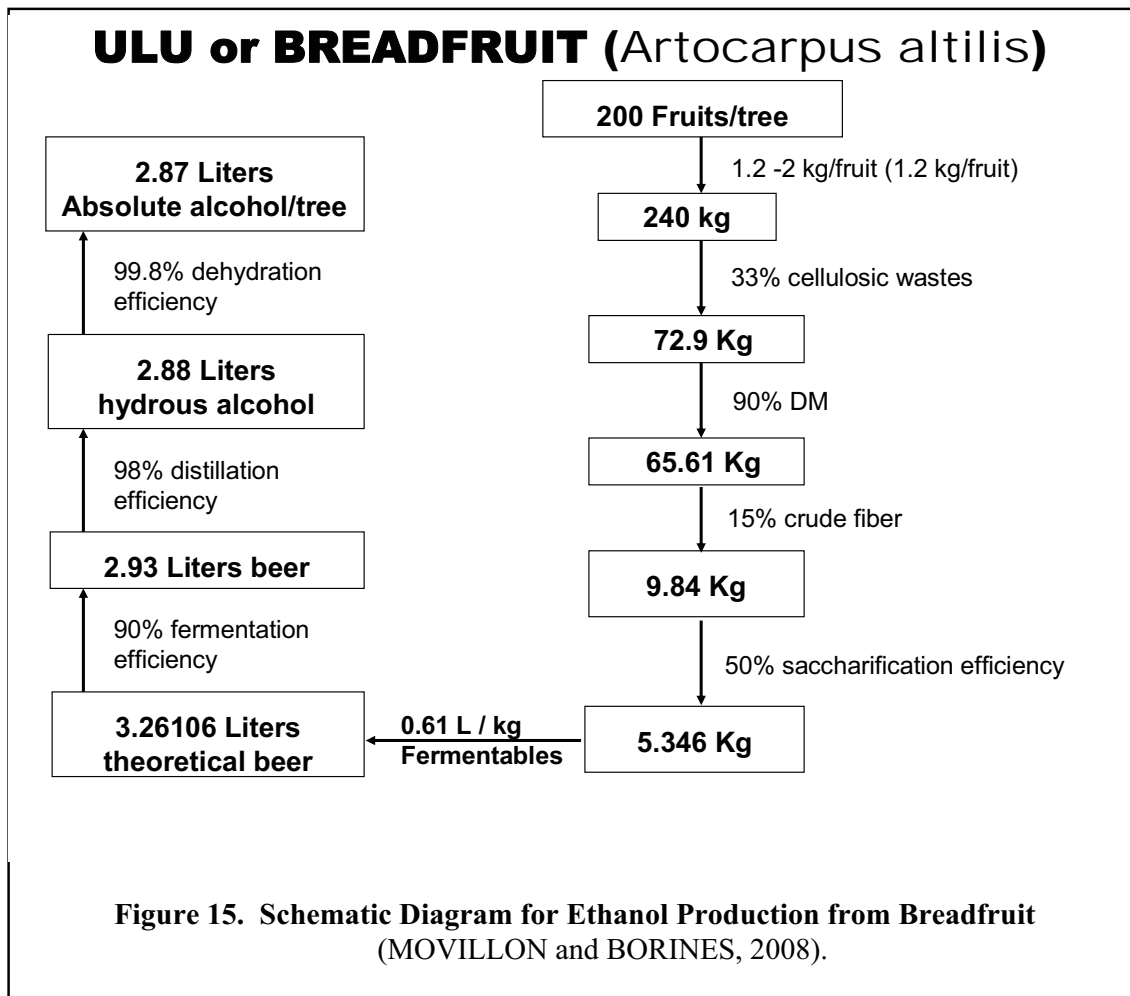 ULU or BREADFRUIT (Artocarpus altilis)
200 Fruits/tree
1.2 -2 kg/fruit (1.2 kg/fruit)
240 kg
33% cellulosic wastes
72.9 Kg
90% DM
65.61 Kg
15% crude fiber
9.84 Kg
50% saccharification efficiency
5.346 Kg
0.61 L / kg
Fermentables
3.26106 Liters
theoretical beer
90% fermentation
efficiency
2.93 Liters beer
98% distillation
efficiency
2.88 Liters
hydrous alcohol
99.8% dehydration
efficiency
2.87 Liters
Absolute alcohol/tree
Figure 15. Schematic Diagram for Ethanol Production from Breadfruit
(MOVILLON and BORINES, 2008).